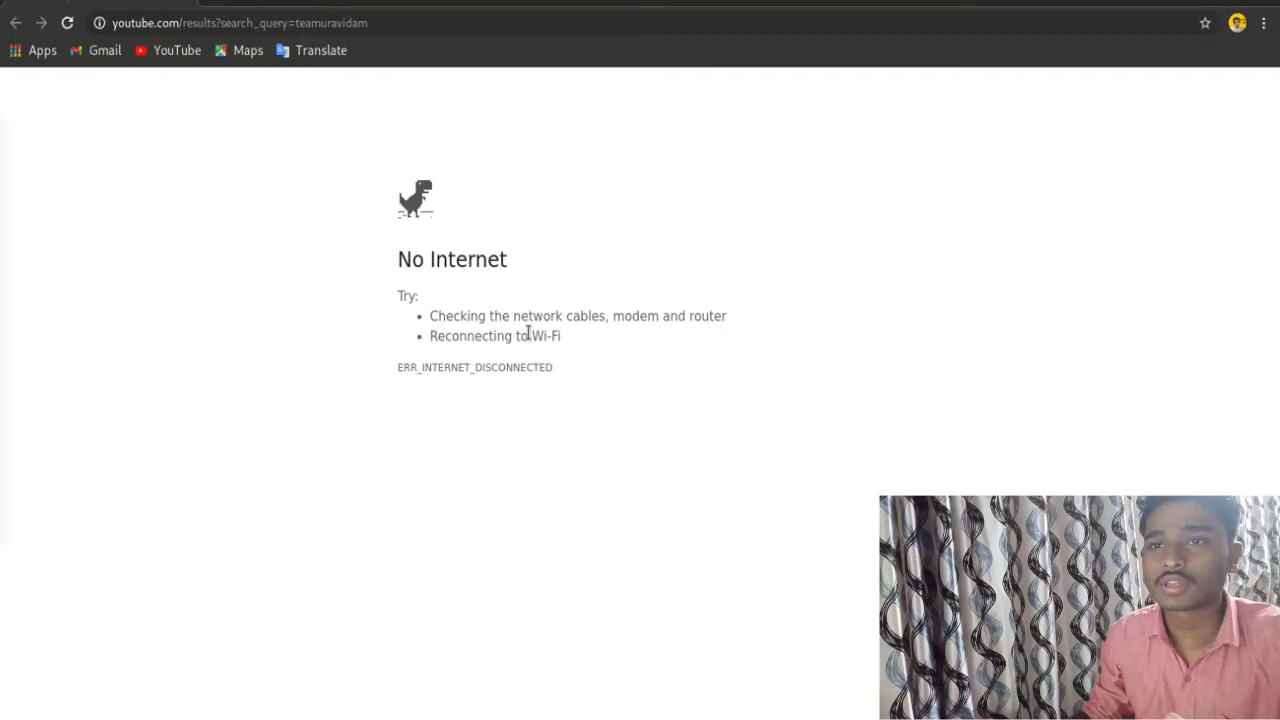 youtube.com/results?search_query=teamuravidam
Apps Gmail YouTube Maps Translate
No Internet
Try:
• Checking the network cables, modem and router
• Reconnecting to Wi-Fi
ERR_INTERNET_DISCONNECTED